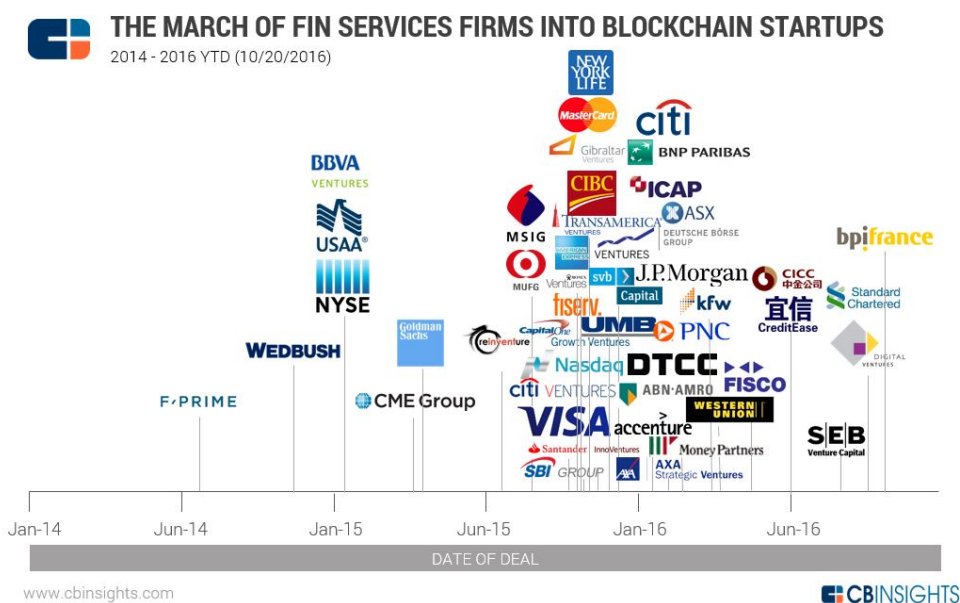 THE MARCH OF FIN SERVICES FIRMS INTO BLOCKCHAIN STARTUPS
2014 - 2016 YTD (10/20/2016)
NEW
YORK
LIFE
MasterCard
citi
Gibraltar
Ventures
BNP PARIBAS
BBVA
VENTURES
CIBC
ICAP
MSIG
TRANSAMERICA
VENTURES
ASX
USAA®
DEUTSCHE BÖRSE
GROUP
AMERICAN
EXPRESS
VENTURES
bpifrance
MUFG
Ventures
svb
J.P.Morgan
CICC
中金公司
NYSE
Capital
Standard
Chartered
fiserv.
kfw
宜信
CreditEase
Goldman
Sachs
reinventure
CapitalOne
Growth Ventures
UMB
PNC
WEDBUSH
DIGITAL
VENTURES
Nasdaq
DTCC
FISCO
citi VENTURES
ABN·AMRO
F-PRIME
CME Group
WESTERN
UNION
VISA
accenture
SEB
Venture Capital
Santander InnoVentures
Money Partners
SBI GROUP
AXA
AXA
Strategic Ventures
Jan-14
Jun-14
Jan-15
Jun-15
Jan-16
Jun-16
DATE OF DEAL
www.cbinsights.com
CBINSIGHTS